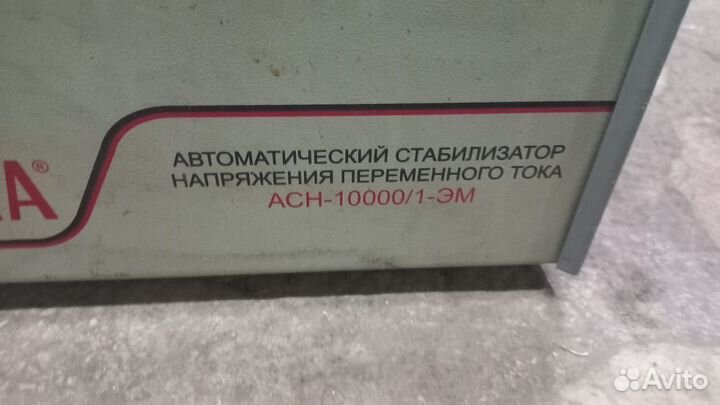 АВТОМАТИЧЕСКИЙ СТАБИЛИЗАТОР
НАПРЯЖЕНИЯ ПЕРЕМЕННОГО ТОКА
АСН-10000/1-ЭМ
Avito